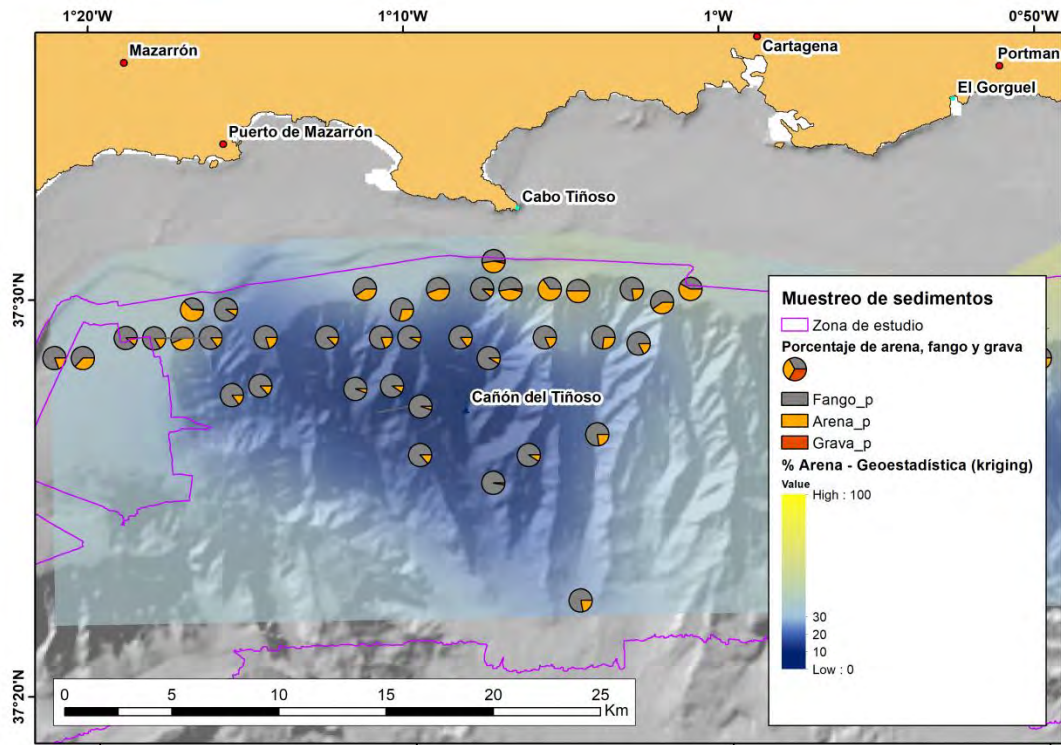 1°20'W
1°10'W
1°W
0°50'W
Mazarrón
Cartagena
Portman
El Gorguel
Puerto de Mazarrón
Cabo Tiñoso
37°30'N
Cañón del Tiñoso
37°20'N
0
5
10
15
20
25
Km
Muestreo de sedimentos
Zona de estudio
Porcentaje de arena, fango y grava
Fango_p
Arena_p
Grava_p
% Arena - Geoestadística (kriging)
Value
High : 100
30
20
10
Low : 0